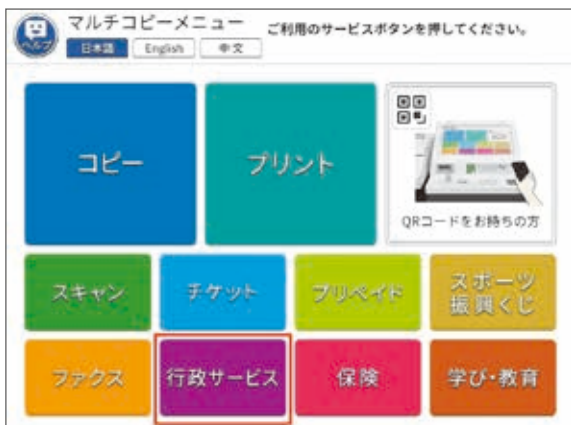 ヘルプ
マルチコピーメニュー
ご利用のサービスボタンを押してください。
日本語
English
中文
コピー
プリント
QRコードをお持ちの方
スキャン
チケット
プリペイド
スポーツ
振興くじ
ファクス
行政サービス
保険
学び・教育